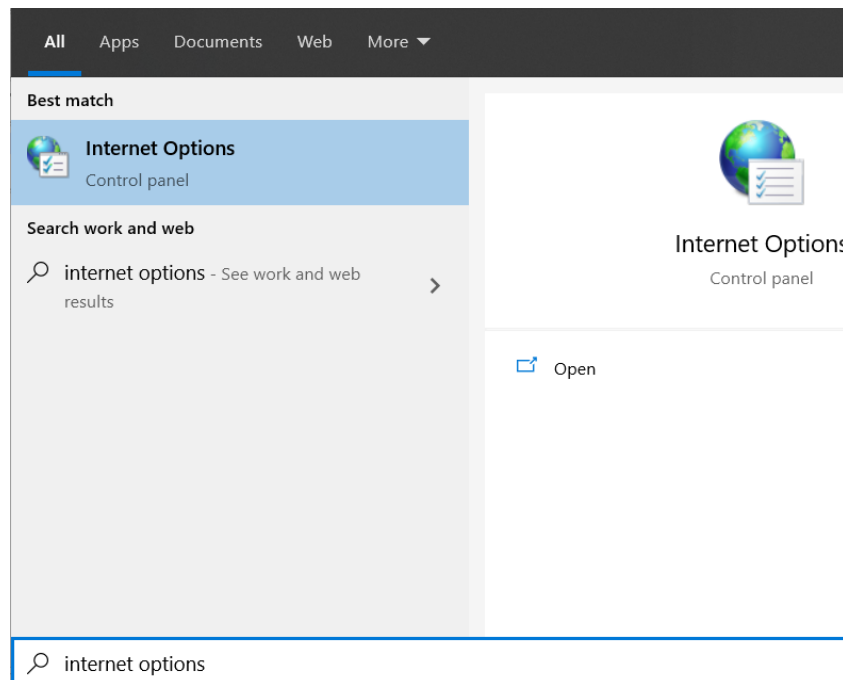 All Apps Documents Web More
Best match
Internet Options
Control panel
Search work and web
internet options - See work and web
results
Internet Options
Control panel
Open
internet options